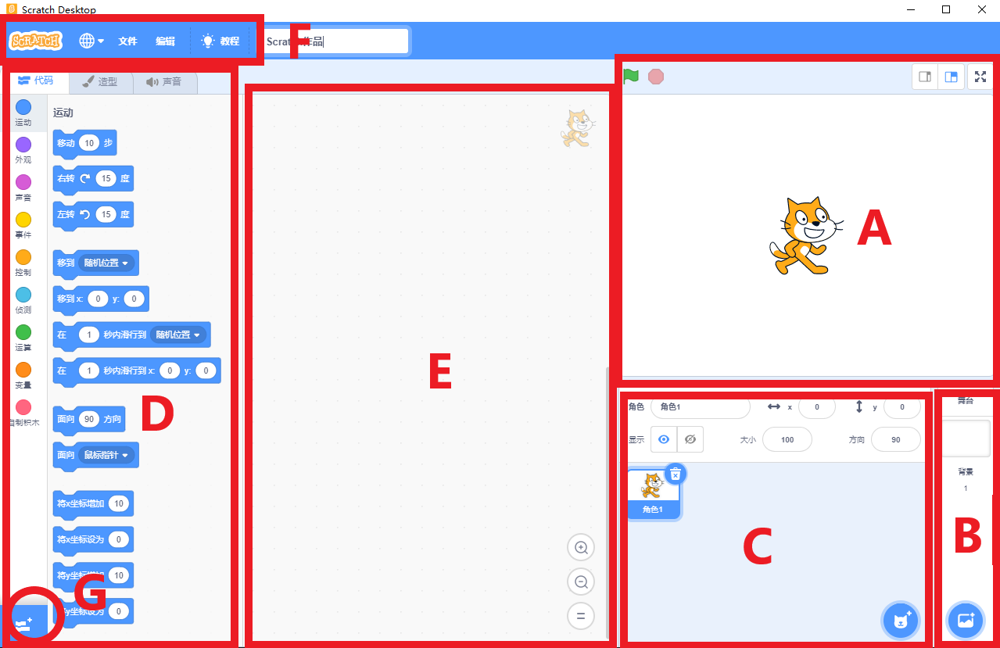 Scratch Desktop
SCRATCH 文件 编辑 教程 Scrat 作品
F
代码 造型 声音
运动
外观
声音
事件
控制
侦测
运算
变量
自制积木
运动
移动 10 步
右转 15 度
左转 15 度
移到 随机位置
移到 x: 0 y: 0
在 1 秒内滑行到 随机位置
在 1 秒内滑行到 x: 0 y: 0
面向 90 方向
面向 鼠标指针
将x坐标增加 10
将x坐标设为 0
将y坐标增加 10
y坐标设为 0
D
G
E
A
角色 角色1 x 0 y 0
显示 大小 100 方向 90
角色1
C
舞台
背景
1
B